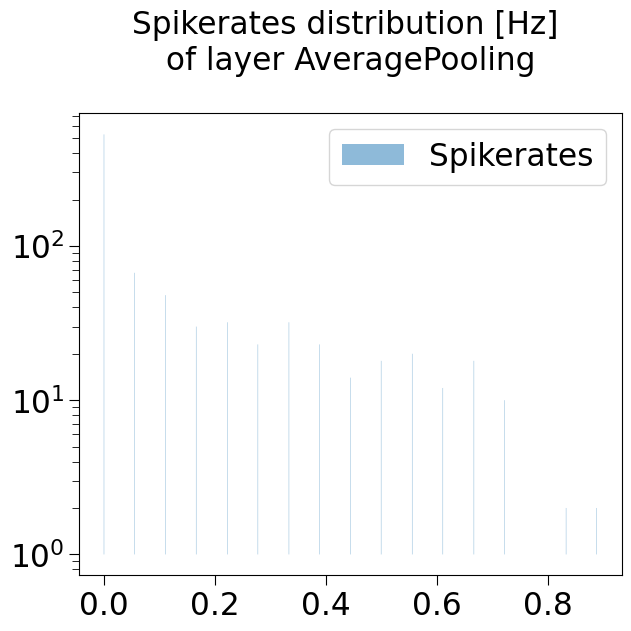 Spikerates distribution [Hz]
of layer AveragePooling
Spikerates
10²
10¹
10⁰
0.0 0.2 0.4 0.6 0.8